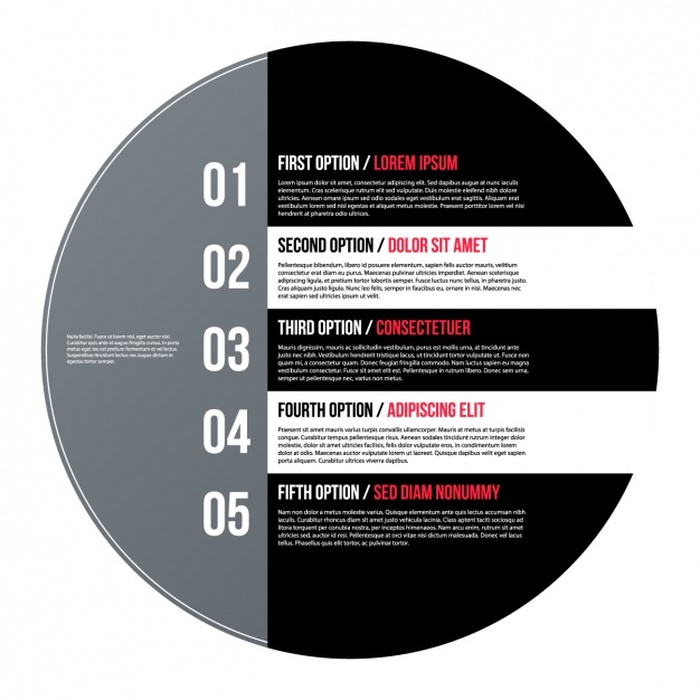 01
FIRST OPTION / LOREM IPSUM
Lorem ipsum dolor sit amet, consectetur adipiscing elit. Sed dapibus augue at nunc iaculis
elementum. Cras scelerisque rutrum elit sed vulputate. Duis molestie eleifend nibh dolore
Aenean ornare ipsum sed odio sodales eget vestibulum erat sagittis. Aliquam erat
vestibulum lorem sed nisl egestas et aliquet metus molestie. Praesent porttitor lorem vel
hendrerit at pharetra odio ultrices.
02
SECOND OPTION / DOLOR SIT AMET
Pellentesque bibendum, libero id posuere elementum, sapien felis auctor mauris, velitium
consectetur erat diam eu purus. Maecenas pulvinar ultricies imperdiet. Aenean scelerisque
adipiscing ligula, et pretium tortor ultrices sed. Curabitur eget turpis in pharetra justo.
Cras aliquam justo ligula. Nunc leo felis, semper in faucibus eu, ornare in nisi. Maecenas nec
erat sapien sed ultricies ipsum ut velit.
03
THIRD OPTION / CONSECTETUER
Mauris dignissim, mauris ac sollicitudin vestibulum, purus est mollis urna, at tincidunt ante
justo nec nibh. Vestibulum hendrerit tristique lacus, ut tincidunt tortor vulputate ut. Fusce non
quam mi, a consectetur urna. Donec feugiat fringilla commodo. Nam et diam quis massa
vestibulum consectetur. Fusce sit amet elit est. Pellentesque in rutrum libero. Donec sem urna,
semper ut pellentesque nec, varius non metus.
Nulla facilisi. Fusce ut lorem nisl, eget auctor nisl.
Curabitur quis ante et augue fringilla cursus. In porta
metus eget leo est pretium fermentum et vel lectus.
Suspendisse tincidunt lectus nec augue dictum in
egestas tortor semper.
04
FOURTH OPTION / ADIPISCING ELIT
Praesent sit amet mauris varius turpis convallis ullamcorper. Mauris at metus at turpis facilisis
congue. Curabitur tempus pellentesque risus. Aenean sodales tincidunt rutrum integer dolor
molestie, dolor sit amet ultricies facilisis, felis dolor elementum lorem, et elementum velit,
dolor at odio. Maecenas auctor vulputate lorem ut laoreet. Quisque dapibus velit eget sapien
porta aliquam. Curabitur ultrices viverra dapibus.
05
FIFTH OPTION / SED DIAM NONUMMY
Nam non dolor a metus molestie varius. Quisque elementum ante quis lectus accumsan nibh
iaculis. Curabitur rhoncus diam sit amet justo vehicula lacinia. Class aptent taciti sociosqu ad
litora torquent per conubia nostra, per inceptos himenaeos. Nam arcu enim, rutrum sit amet
ultricies sed, auctor id nisi. Pellentesque at orci vitae nisi dictum malesuada. Donec vel lacus
tellus. Phasellus quis elit tortor, ac pulvinar tortor.